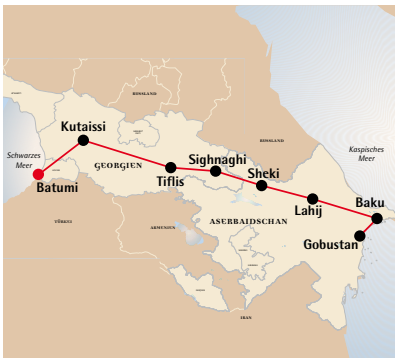 RUSSLAND
Kutaissi
RUSSLAND
Schwarzes
Meer
Kaspisches
Meer
GEORGIEN
Sighnaghi
Batumi
Tiflis
Sheki
Lahij
Baku
ASERBAIDSCHAN
TÜRKEI
ARMENIEN
Gobustan
IRAN